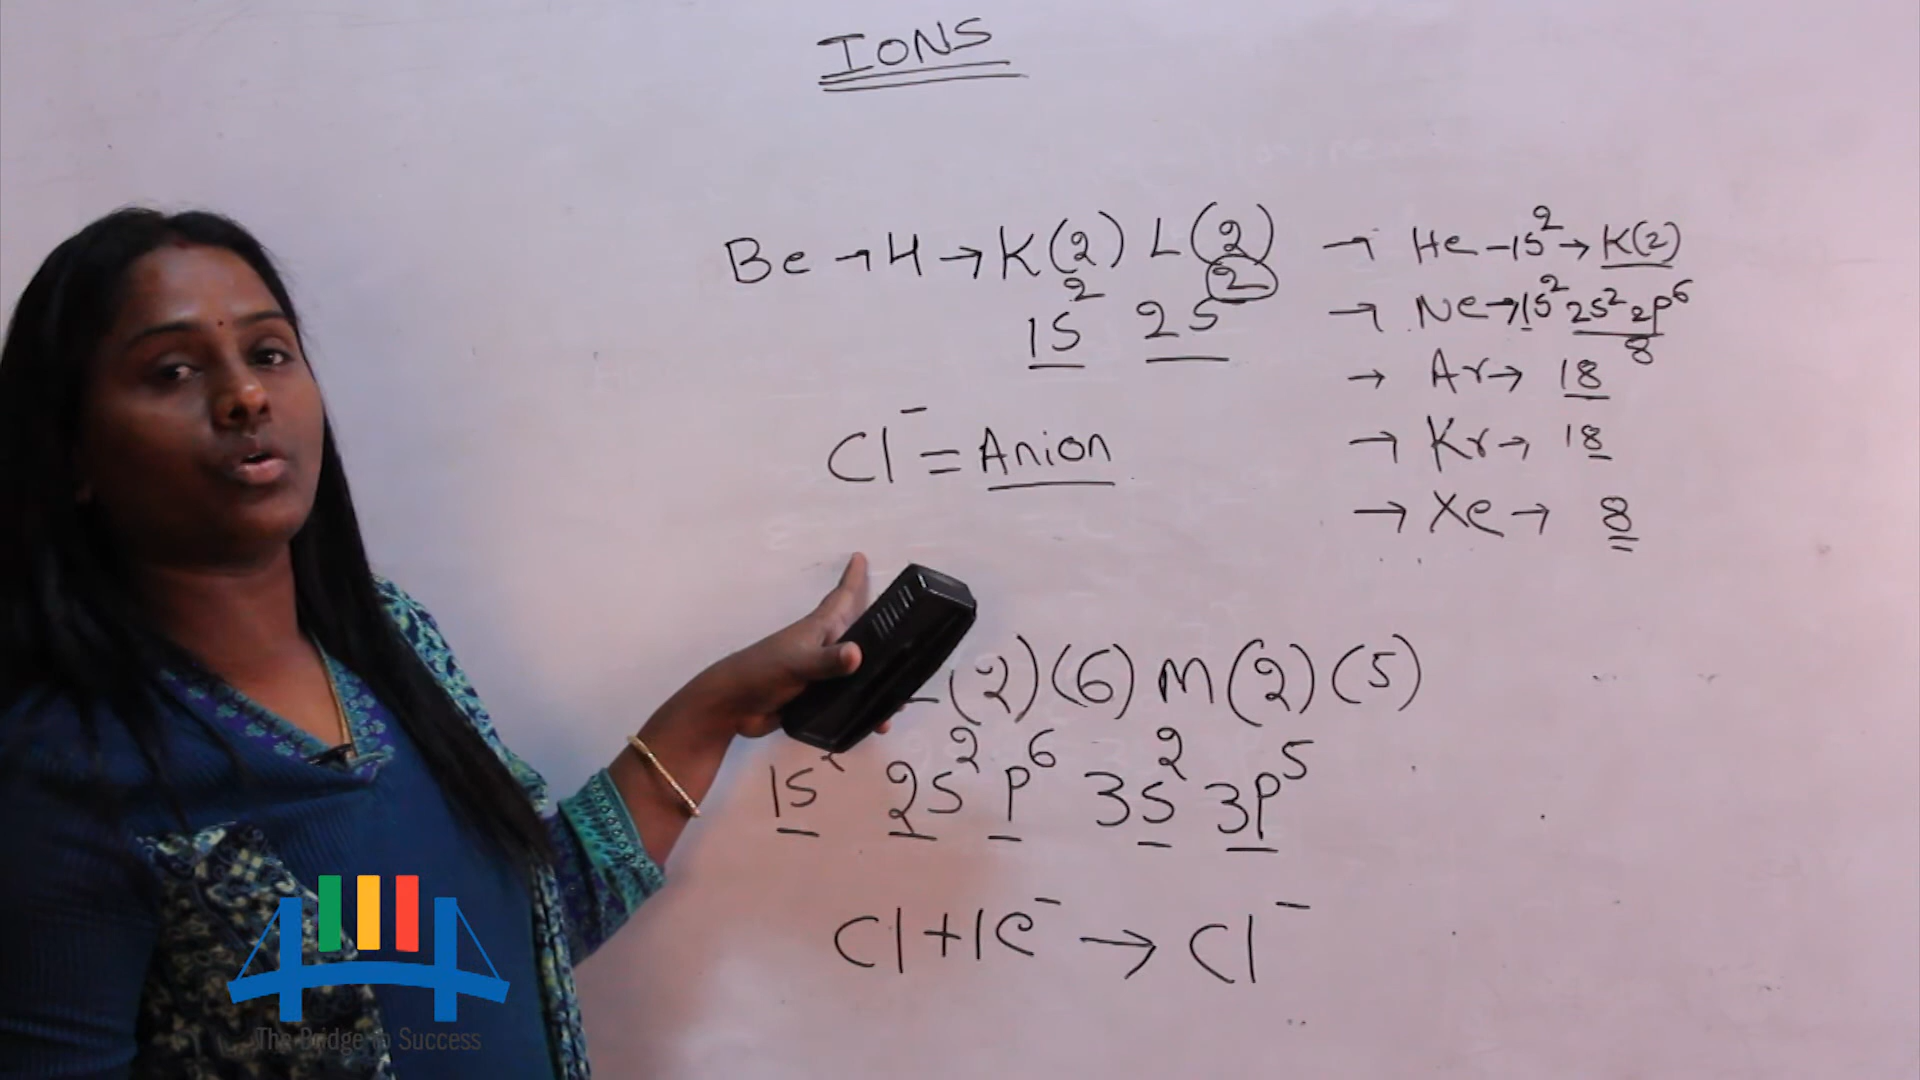 IONS
Be → 4 → K(2) L(2)
1s² 2s²
→ He – 1s² → K(2)
→ Ne → 1s² 2s² 2p⁶
8
→ Ar → 18
→ Kr → 18
→ Xe → 8
Cl⁻ = Anion
(2)(6) M(2)(5)
1s² 2s² p⁶ 3s² 3p⁵
Cl + 1e⁻ → Cl⁻
The Bridge to Success